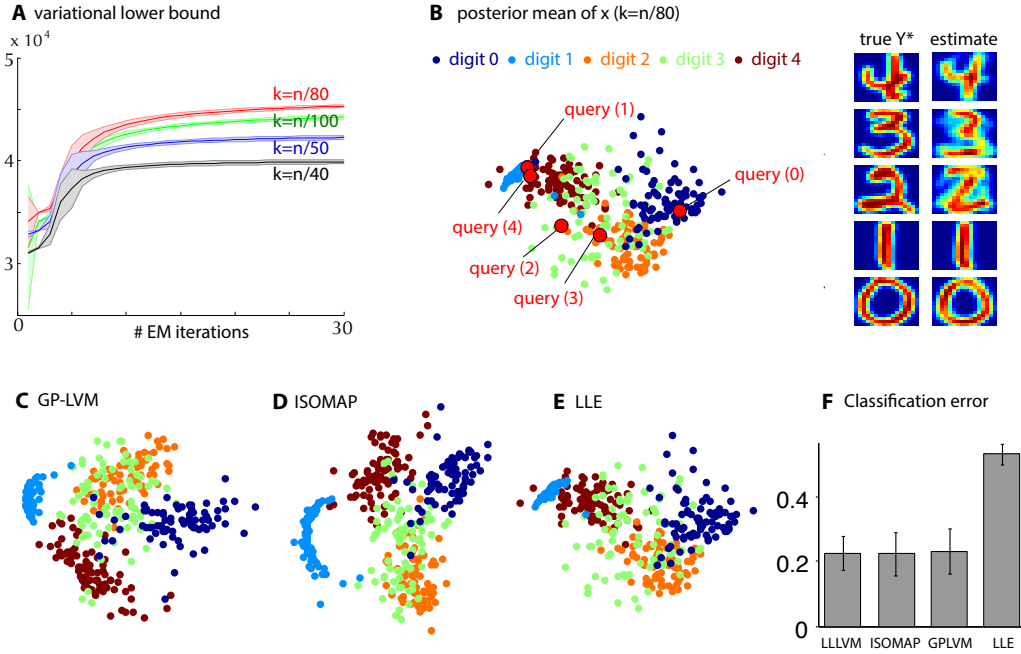 A variational lower bound
x 10⁴
5
4
3
0
30
# EM iterations
k=n/80
k=n/100
k=n/50
k=n/40
B posterior mean of x (k=n/80)
digit 0 digit 1 digit 2 digit 3 digit 4
query (1)
query (0)
query (4)
query (2)
query (3)
true Y* estimate
C GP-LVM
D ISOMAP
E LLE
F Classification error
0.4
0.2
0
LLLVM ISOMAP GPLVM LLE